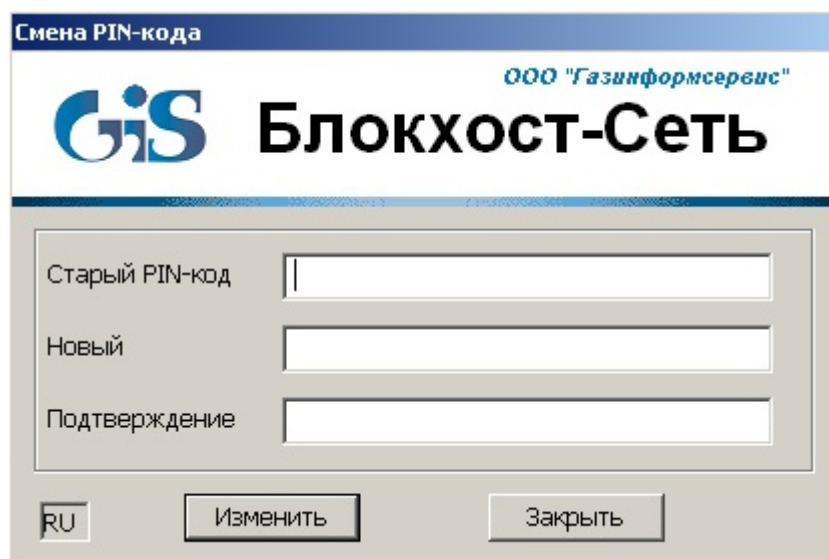 Смена PIN-кода
ООО "Газинформсервис"
GiS
Блокхост-Сеть
Старый PIN-код
Новый
Подтверждение
RU
Изменить
Закрыть